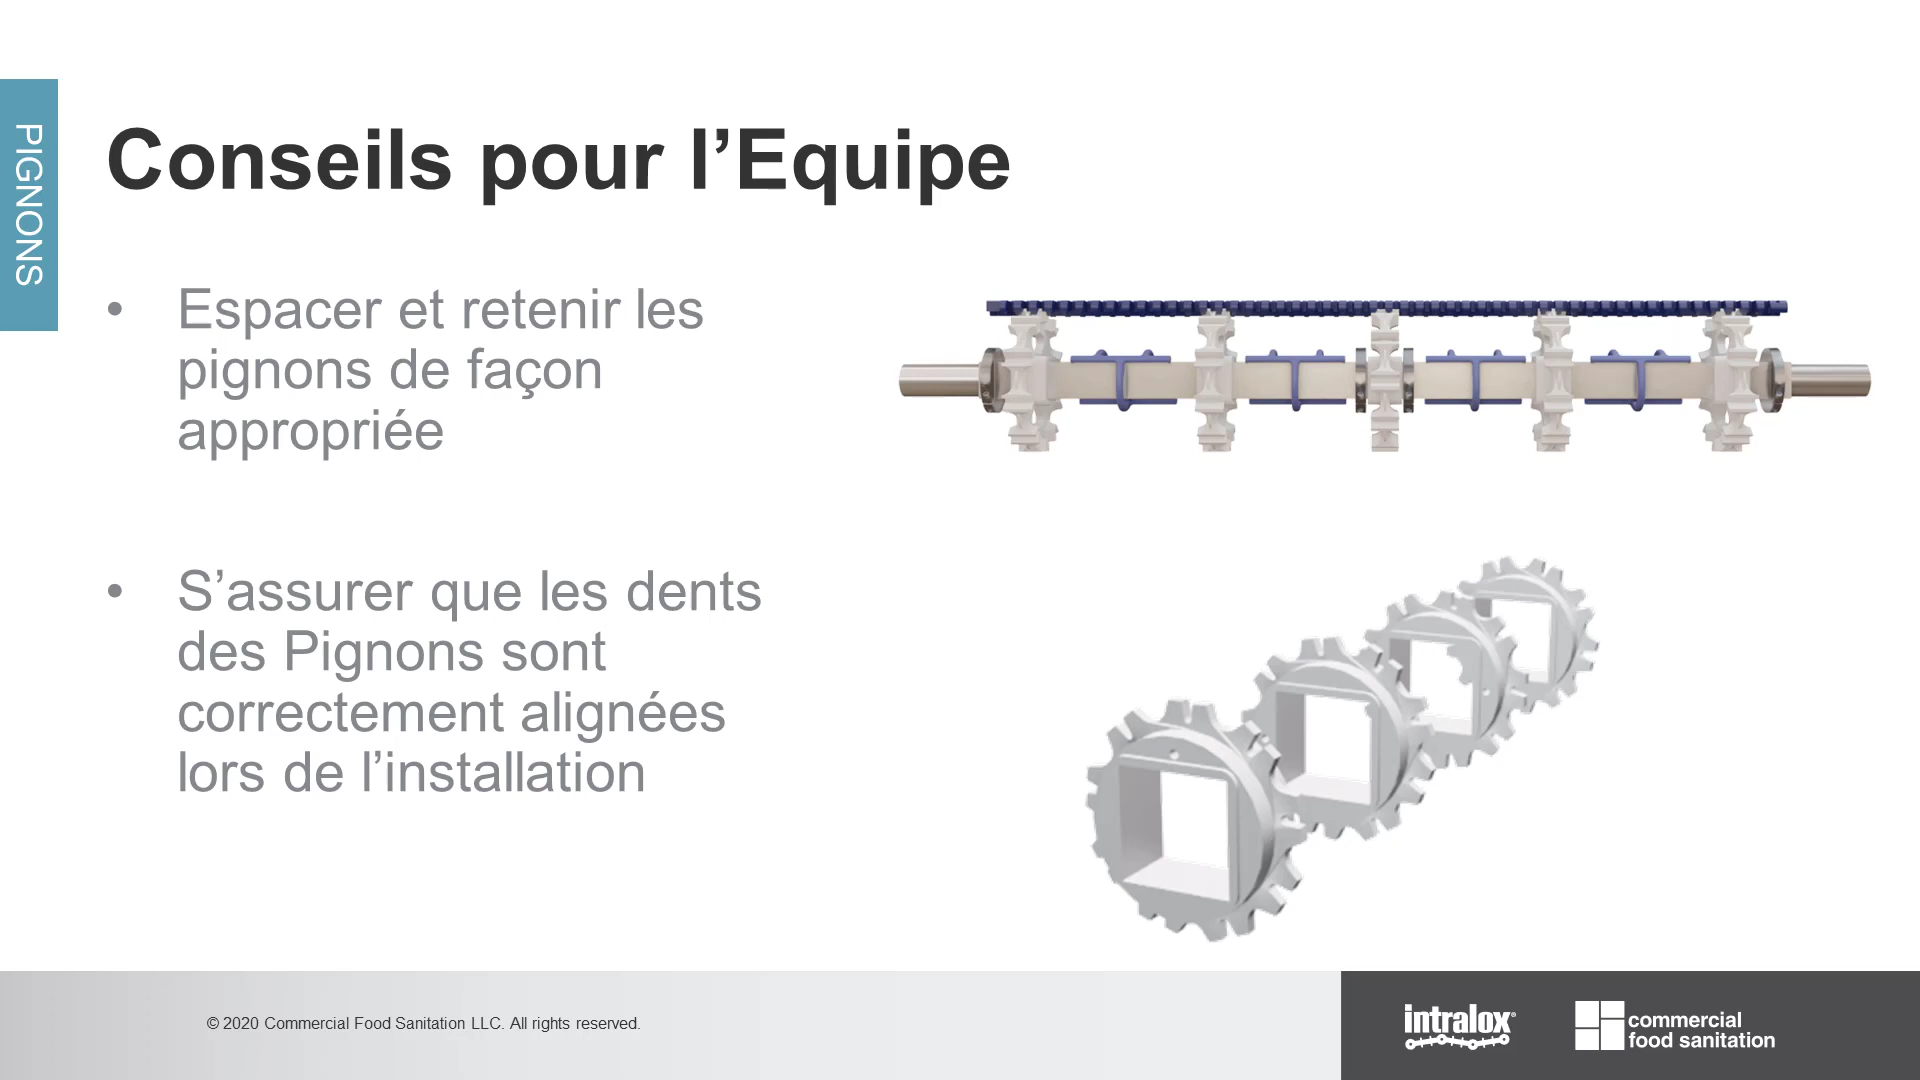 PIGNONS
Conseils pour l’Equipe
• Espacer et retenir les
pignons de façon
appropriée
• S’assurer que les dents
des Pignons sont
correctement alignées
lors de l’installation
© 2020 Commercial Food Sanitation LLC. All rights reserved.
intralox®
commercial
food sanitation